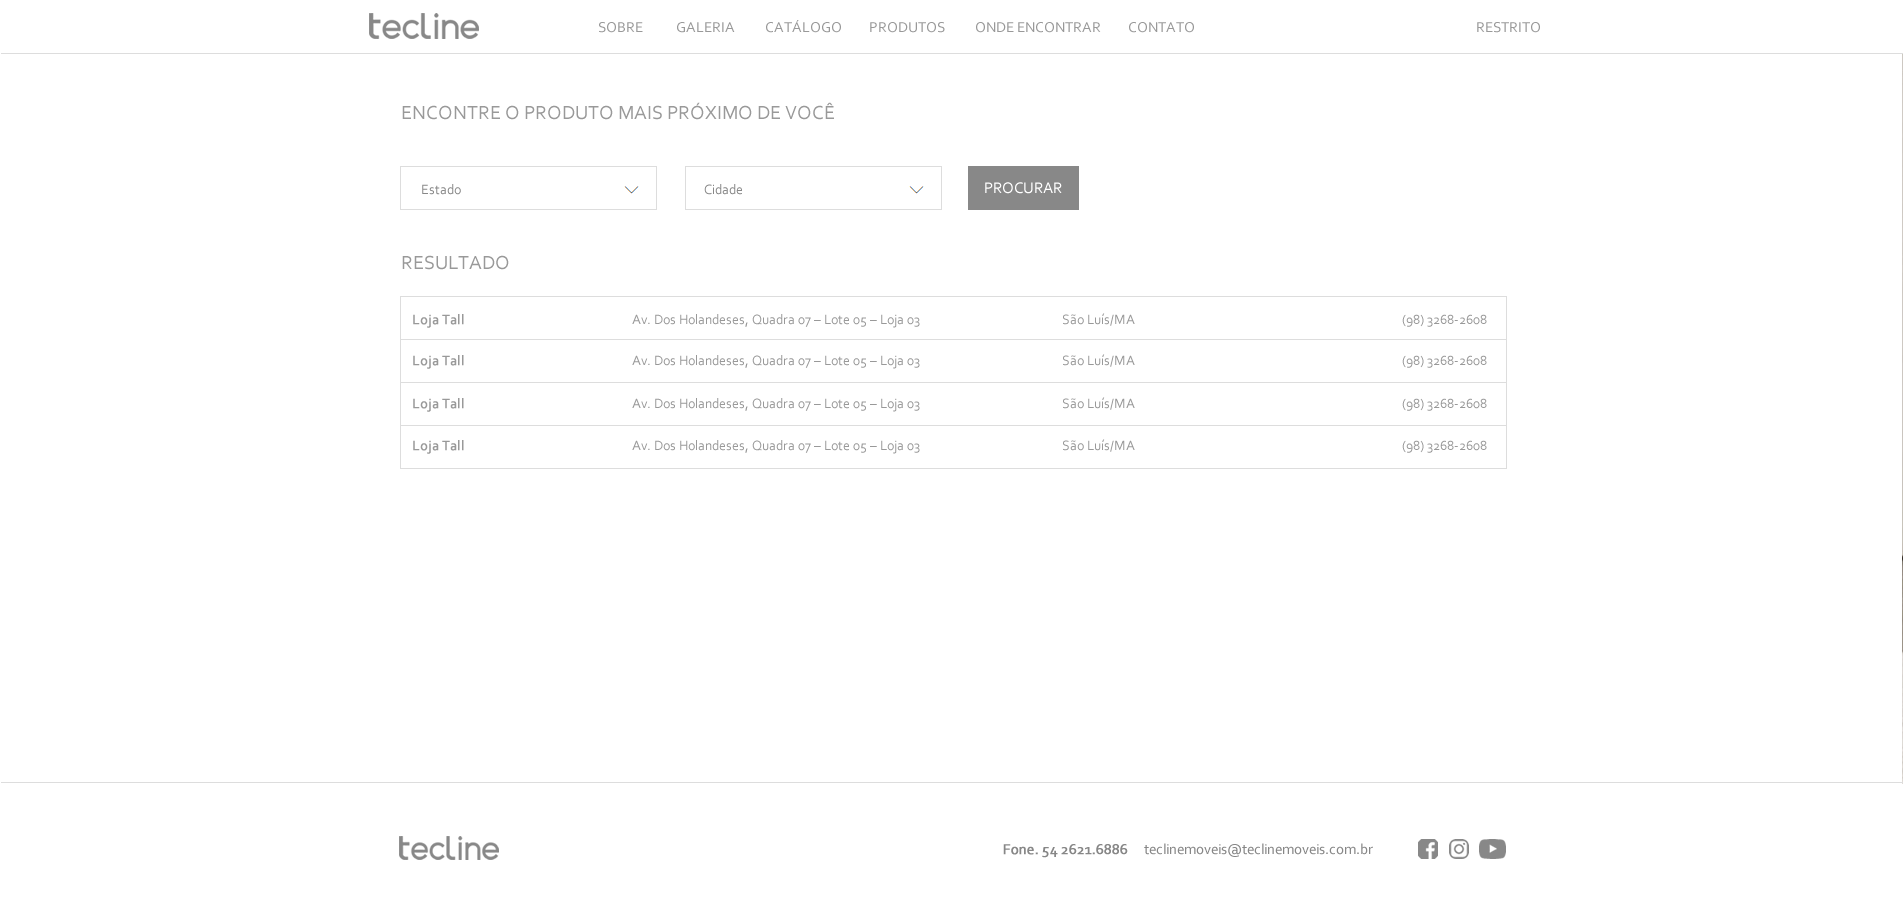 tecline SOBRE GALERIA CATÁLOGO PRODUTOS ONDE ENCONTRAR CONTATO RESTRITO
ENCONTRE O PRODUTO MAIS PRÓXIMO DE VOCÊ
Estado Cidade PROCURAR
RESULTADO
Loja Tall Av. Dos Holandeses, Quadra 07 – Lote 05 – Loja 03 São Luís/MA (98) 3268-2608
Loja Tall Av. Dos Holandeses, Quadra 07 – Lote 05 – Loja 03 São Luís/MA (98) 3268-2608
Loja Tall Av. Dos Holandeses, Quadra 07 – Lote 05 – Loja 03 São Luís/MA (98) 3268-2608
Loja Tall Av. Dos Holandeses, Quadra 07 – Lote 05 – Loja 03 São Luís/MA (98) 3268-2608
tecline Fone. 54 2621.6886 teclinemoveis@teclinemoveis.com.br